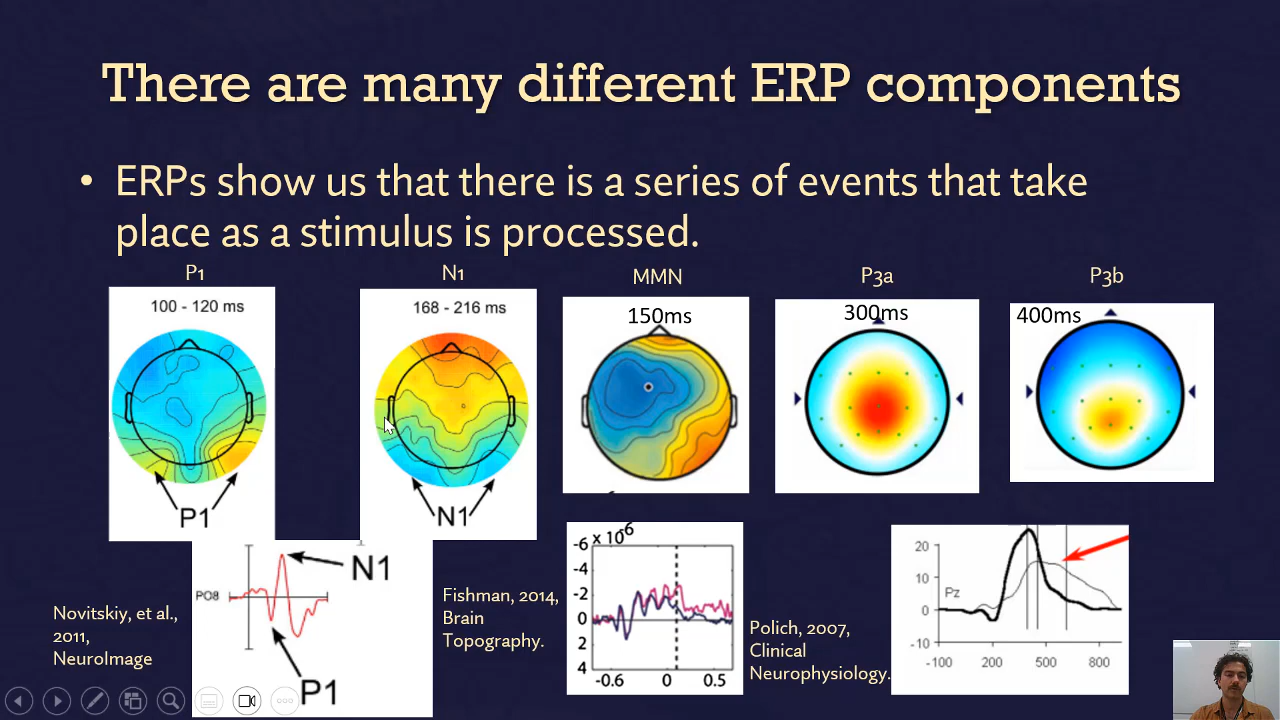 There are many different ERP components
• ERPs show us that there is a series of events that take
place as a stimulus is processed.
P1
N1
MMN
P3a
P3b
100 - 120 ms
168 - 216 ms
150ms
300ms
400ms
P1
N1
PO8
N1
P1
Novitskiy, et al.,
2011,
NeuroImage
Fishman, 2014,
Brain
Topography.
-6 x 10-6
-4
-2
0
2
4
-0.6
0
0.5
Polich, 2007,
Clinical
Neurophysiology.
20
10
0
-10
Pz
-100
200
500
800